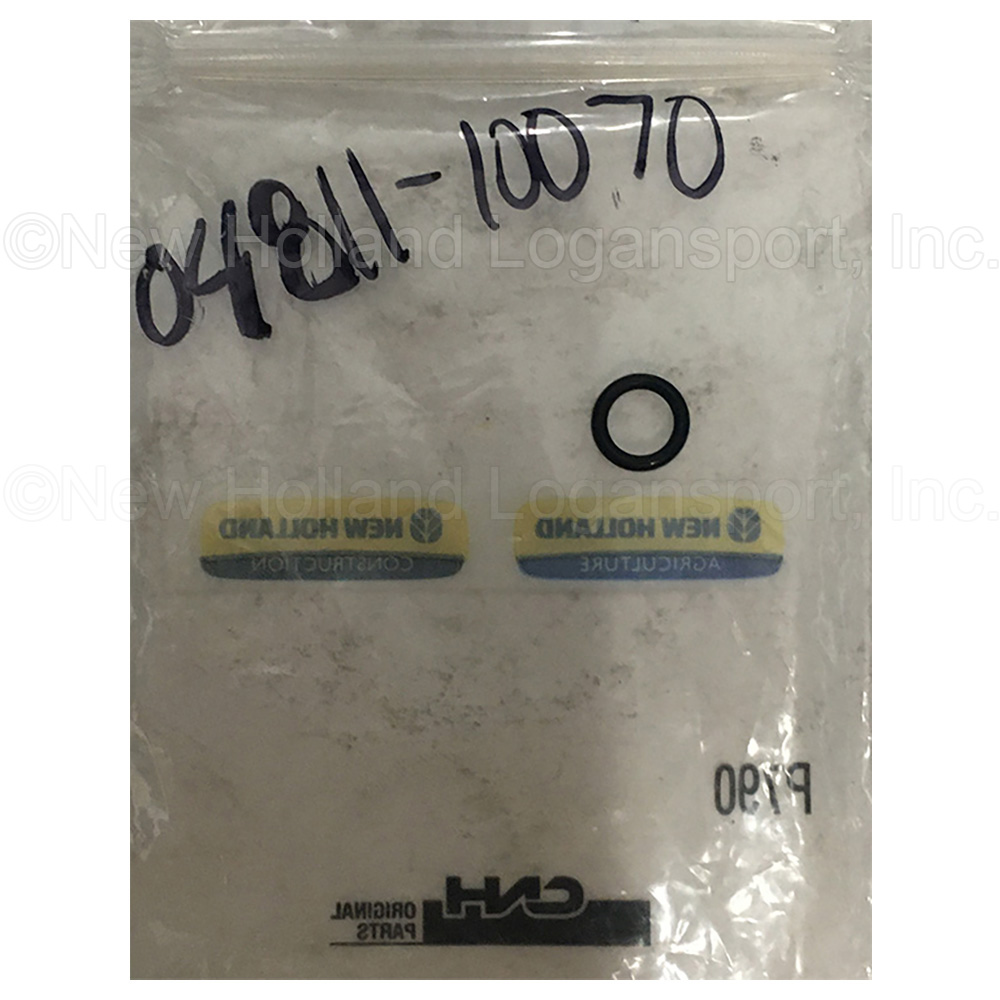 04811-10070
©New Holland Logansport, Inc.
©New Holland Logansport, Inc.
NEW HOLLAND
CONSTRUCTION
NEW HOLLAND
AGRICULTURE
P790
CNH
ORIGINAL
PARTS